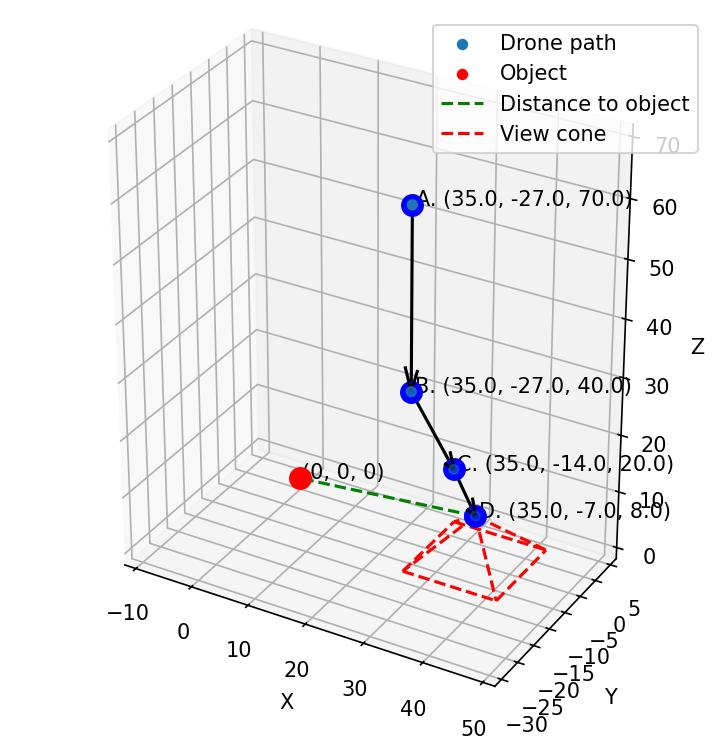 Drone path
Object
Distance to object
View cone
A. (35.0, -27.0, 70.0)
B. (35.0, -27.0, 40.0)
C. (35.0, -14.0, 20.0)
D. (35.0, -7.0, 8.0)
(0, 0, 0)
70
60
50
40
30
20
10
0
Z
−10
0
10
20
30
40
50
X
5
0
−5
−10
−15
−20
−25
−30
Y